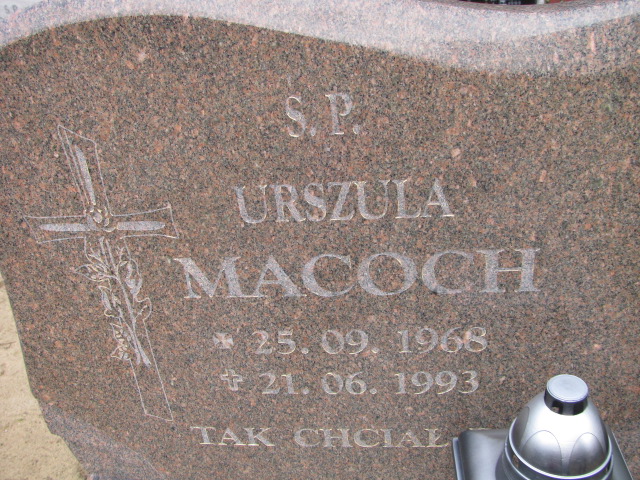 Ś. P.
URSZULA
MACOCH
* 25. 09. 1968
✝ 21. 06. 1993
TAK CHCIAŁ